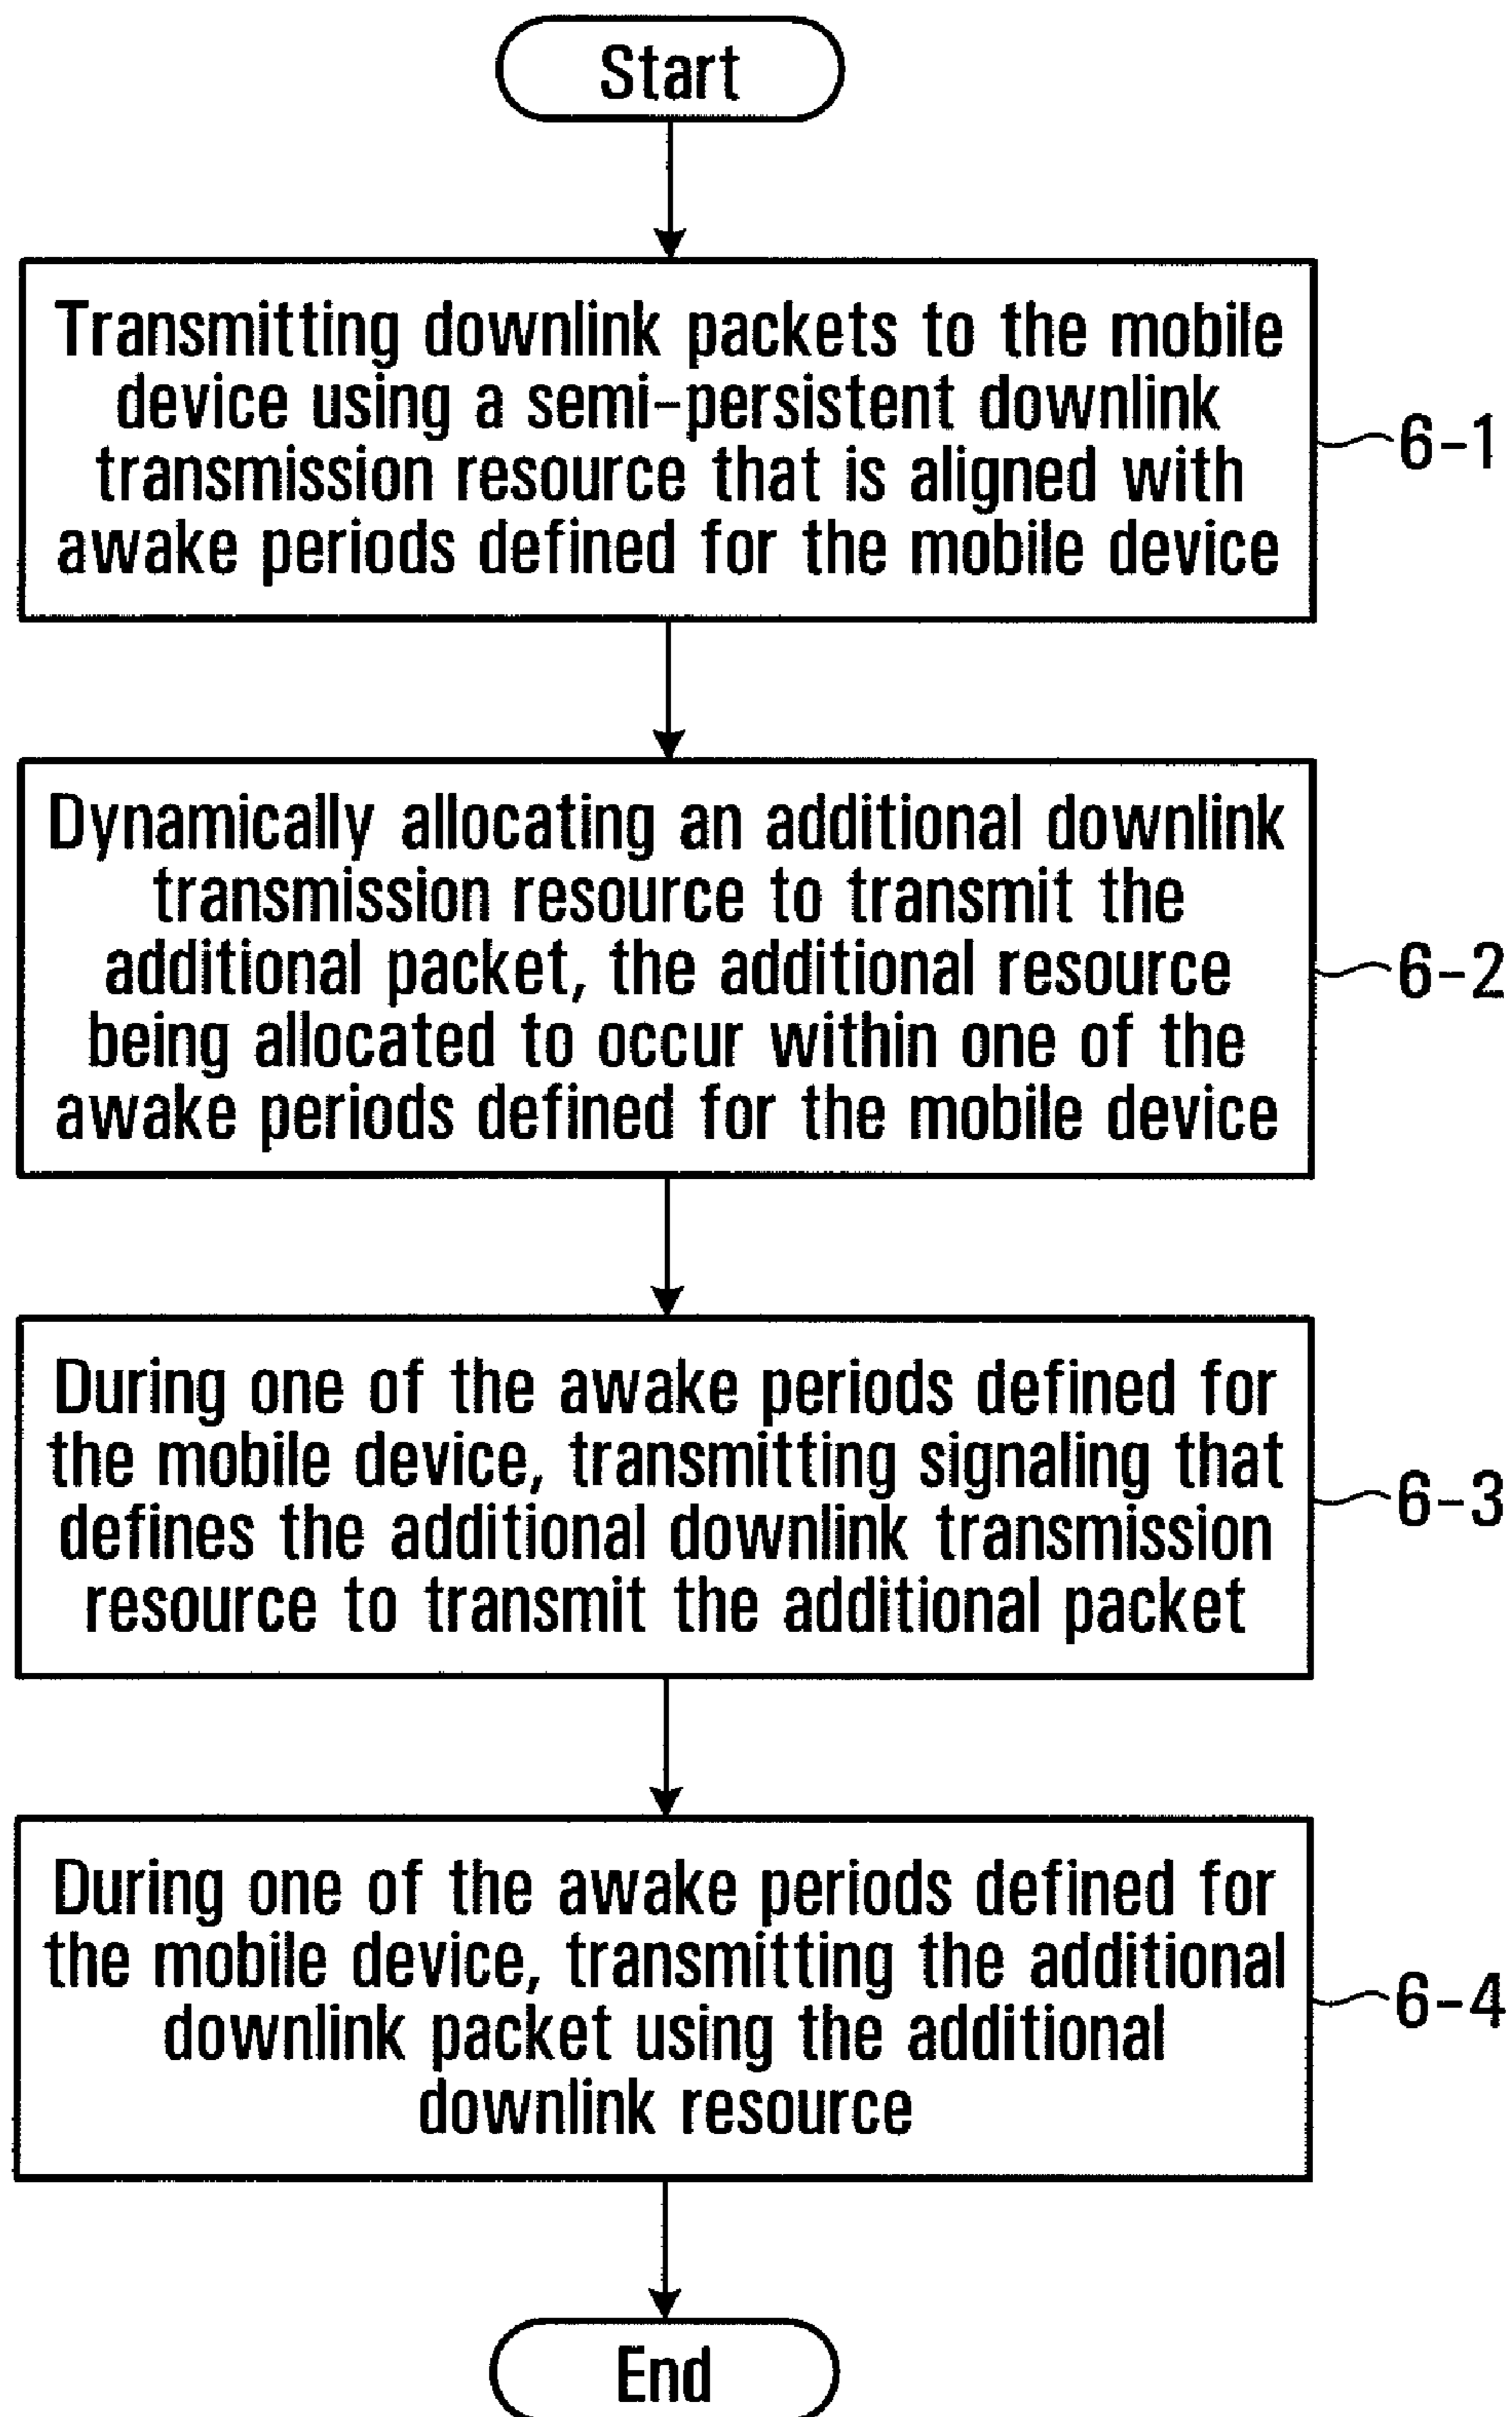 Start
Transmitting downlink packets to the mobile
device using a semi-persistent downlink
transmission resource that is aligned with
awake periods defined for the mobile device
6-1
Dynamically allocating an additional downlink
transmission resource to transmit the
additional packet, the additional resource
being allocated to occur within one of the
awake periods defined for the mobile device
6-2
During one of the awake periods defined for
the mobile device, transmitting signaling that
defines the additional downlink transmission
resource to transmit the additional packet
6-3
During one of the awake periods defined for
the mobile device, transmitting the additional
downlink packet using the additional
downlink resource
6-4
End